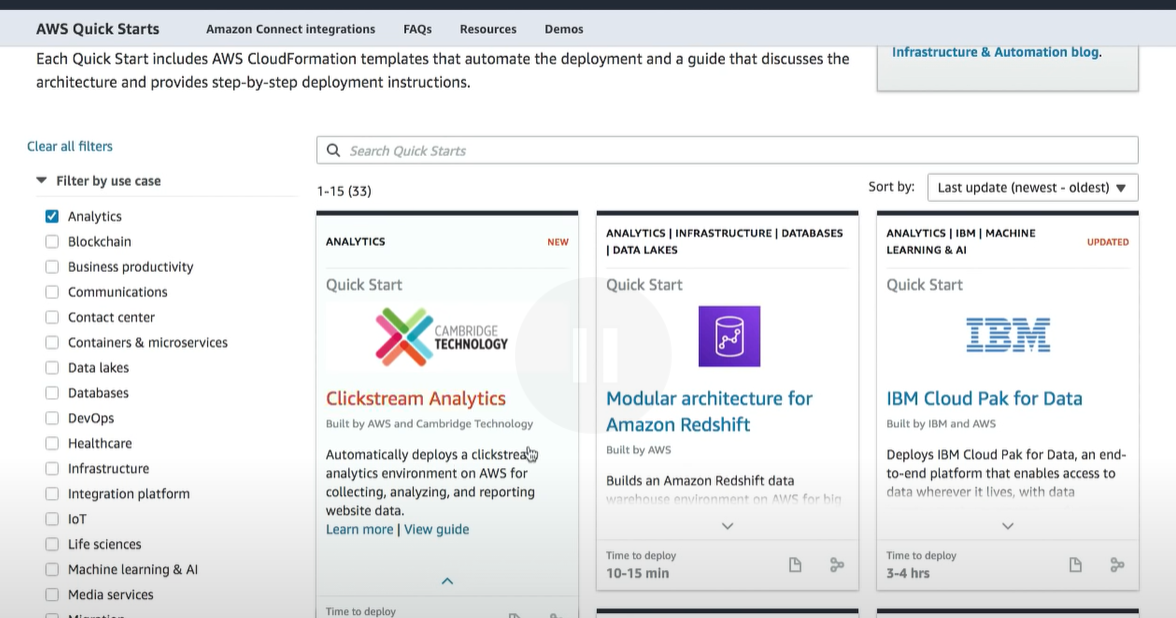 AWS Quick Starts
Amazon Connect integrations
FAQs
Resources
Demos
Each Quick Start includes AWS CloudFormation templates that automate the deployment and a guide that discusses the
architecture and provides step-by-step deployment instructions.
Infrastructure & Automation blog.
Clear all filters
Filter by use case
Analytics
Blockchain
Business productivity
Communications
Contact center
Containers & microservices
Data lakes
Databases
DevOps
Healthcare
Infrastructure
Integration platform
IoT
Life sciences
Machine learning & AI
Media services
Migration
Search Quick Starts
1-15 (33)
Sort by:
Last update (newest - oldest)
ANALYTICS
NEW
Quick Start
CAMBRIDGE
TECHNOLOGY
Clickstream Analytics
Built by AWS and Cambridge Technology
Automatically deploys a clickstream
analytics environment on AWS for
collecting, analyzing, and reporting
website data.
Learn more | View guide
Time to deploy
ANALYTICS | INFRASTRUCTURE | DATABASES
| DATA LAKES
Quick Start
Modular architecture for
Amazon Redshift
Built by AWS
Builds an Amazon Redshift data
warehouse environment on AWS for big
Time to deploy
10-15 min
ANALYTICS | IBM | MACHINE
LEARNING & AI
UPDATED
Quick Start
IBM
IBM Cloud Pak for Data
Built by IBM and AWS
Deploys IBM Cloud Pak for Data, an end-
to-end platform that enables access to
data wherever it lives, with data
Time to deploy
3-4 hrs